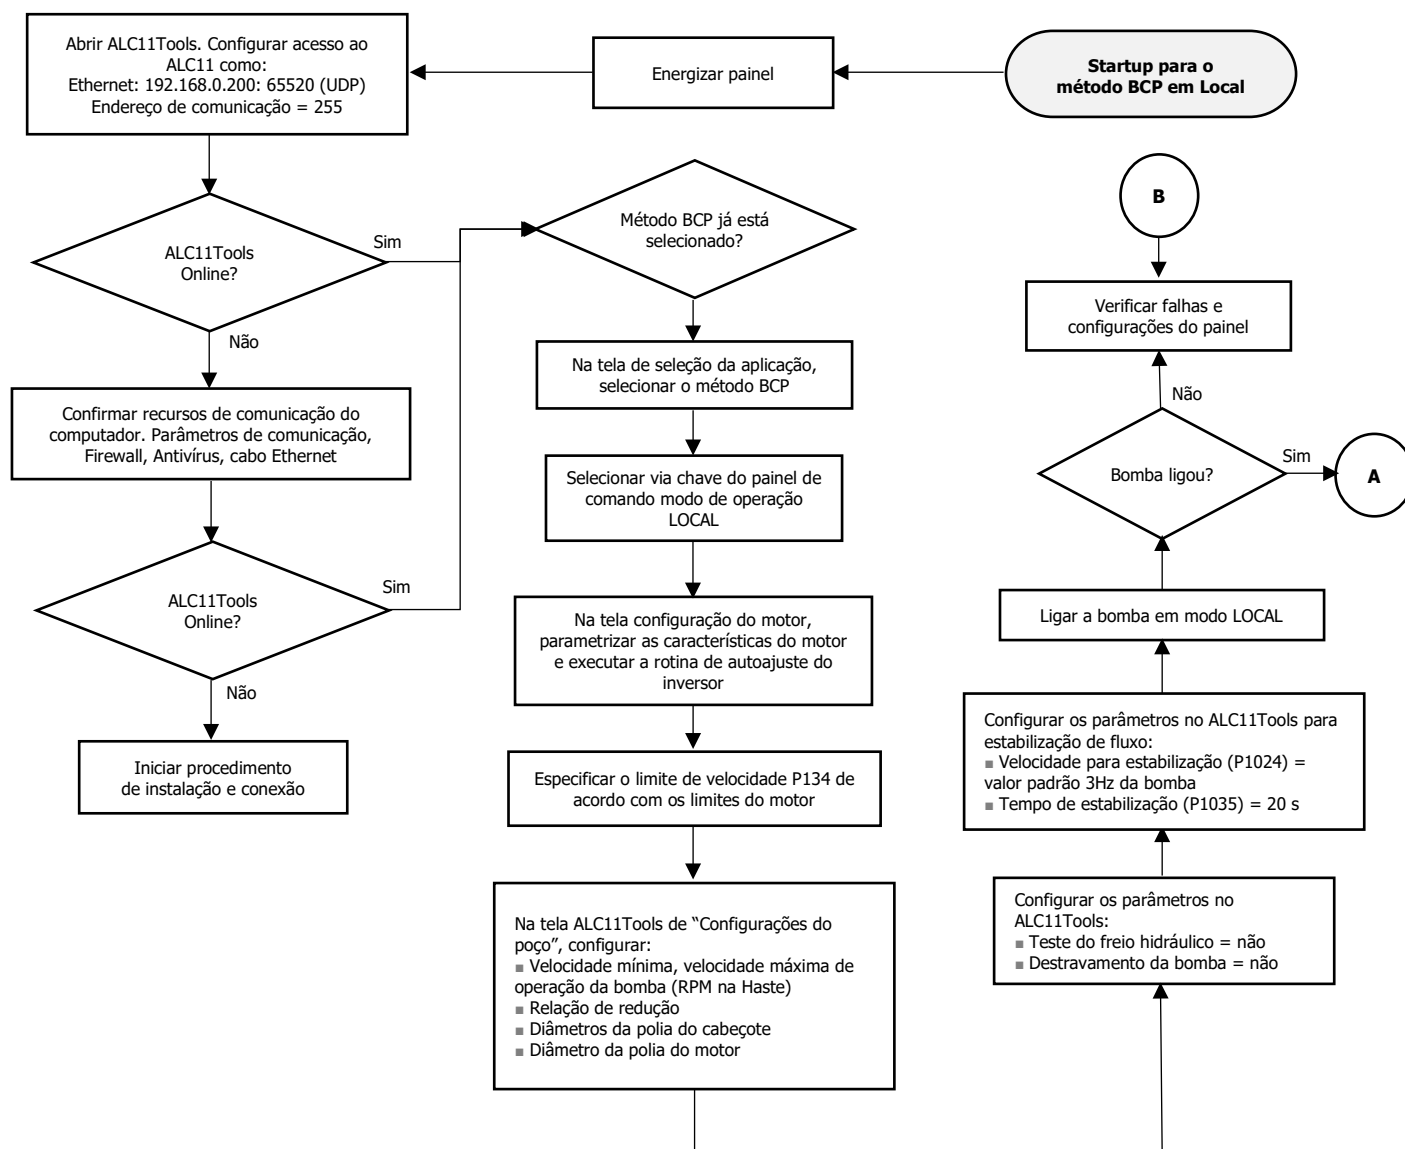 Startup para o
método BCP em Local
Energizar painel
Abrir ALC11Tools. Configurar acesso ao
ALC11 como:
Ethernet: 192.168.0.200: 65520 (UDP)
Endereço de comunicação = 255
ALC11Tools
Online?
Sim
Não
Confirmar recursos de comunicação do
computador. Parâmetros de comunicação,
Firewall, Antivírus, cabo Ethernet
ALC11Tools
Online?
Sim
Não
Iniciar procedimento
de instalação e conexão
Método BCP já está
selecionado?
Na tela de seleção da aplicação,
selecionar o método BCP
Selecionar via chave do painel de
comando modo de operação
LOCAL
Na tela configuração do motor,
parametrizar as características do motor
e executar a rotina de autoajuste do
inversor
Especificar o limite de velocidade P134 de
acordo com os limites do motor
Na tela ALC11Tools de “Configurações do
poço”, configurar:
■ Velocidade mínima, velocidade máxima de
operação da bomba (RPM na Haste)
■ Relação de redução
■ Diâmetros da polia do cabeçote
■ Diâmetro da polia do motor
Configurar os parâmetros no
ALC11Tools:
■ Teste do freio hidráulico = não
■ Destravamento da bomba = não
Configurar os parâmetros no ALC11Tools para
estabilização de fluxo:
■ Velocidade para estabilização (P1024) =
valor padrão 3Hz da bomba
■ Tempo de estabilização (P1035) = 20 s
Ligar a bomba em modo LOCAL
Bomba ligou?
Sim
A
Não
Verificar falhas e
configurações do painel
B